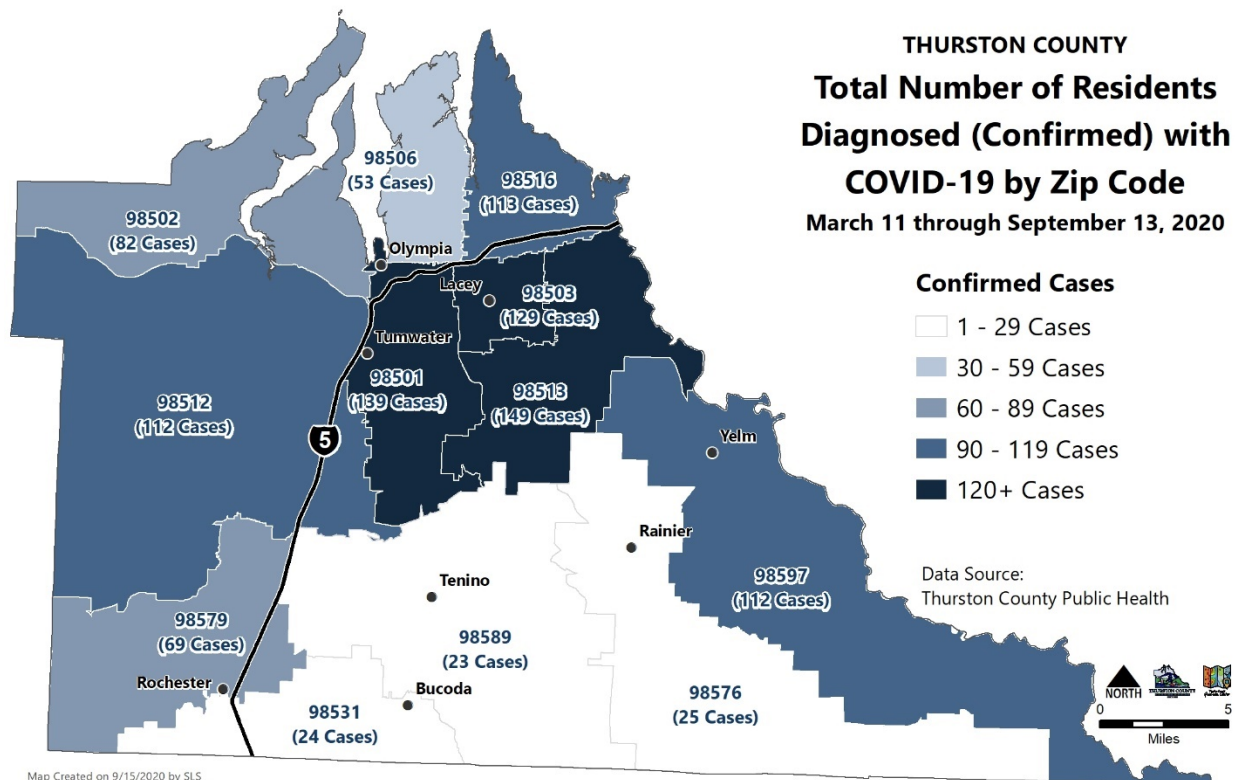 THURSTON COUNTY
Total Number of Residents
Diagnosed (Confirmed) with
COVID-19 by Zip Code
March 11 through September 13, 2020
98506
(53 Cases)
98516
(113 Cases)
98502
(82 Cases)
Olympia
Lacey
98503
(129 Cases)
Tumwater
98501
(139 Cases)
98513
(149 Cases)
98512
(112 Cases)
5
Yelm
Rainier
Tenino
98597
(112 Cases)
98579
(69 Cases)
98589
(23 Cases)
Rochester
Bucoda
98576
(25 Cases)
98531
(24 Cases)
Confirmed Cases
1 - 29 Cases
30 - 59 Cases
60 - 89 Cases
90 - 119 Cases
120+ Cases
Data Source:
Thurston County Public Health
NORTH
THURSTON COUNTY
0 5
Miles
Map Created on 9/15/2020 by SLS